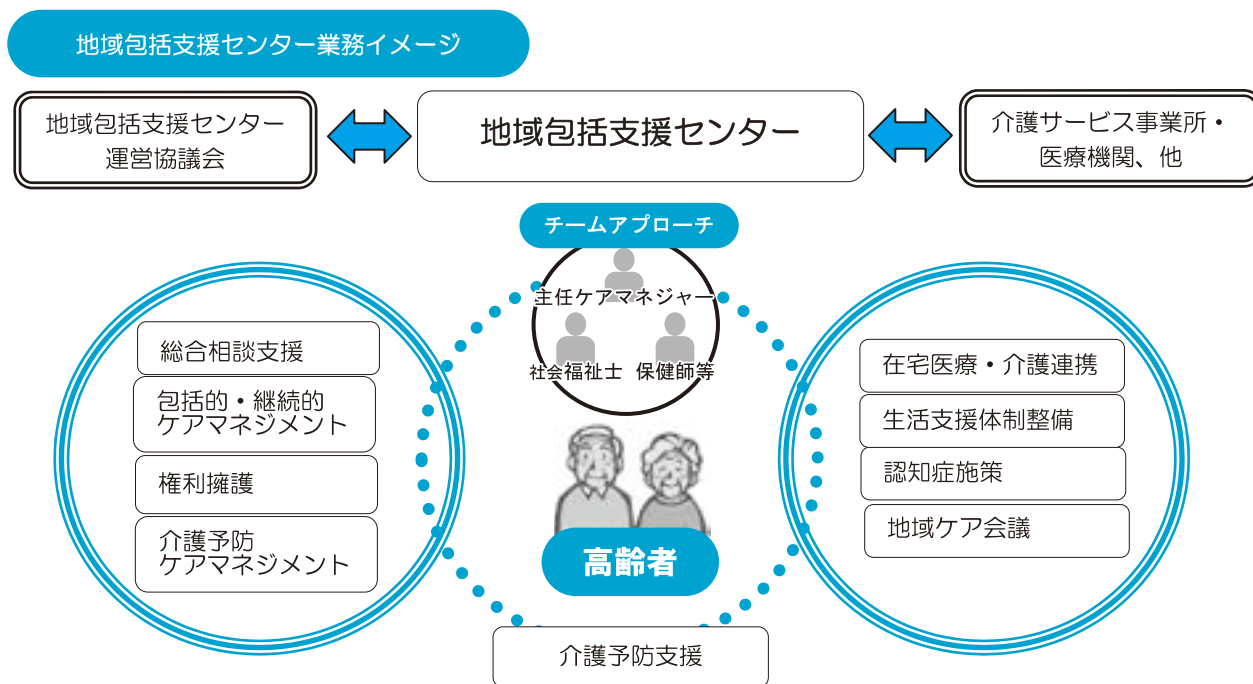 地域包括支援センター業務イメージ
地域包括支援センター
運営協議会
地域包括支援センター
介護サービス事業所・
医療機関、他
チームアプローチ
主任ケアマネジャー
社会福祉士 保健師等
総合相談支援
包括的・継続的
ケアマネジメント
権利擁護
介護予防
ケアマネジメント
在宅医療・介護連携
生活支援体制整備
認知症施策
地域ケア会議
高齢者
介護予防支援